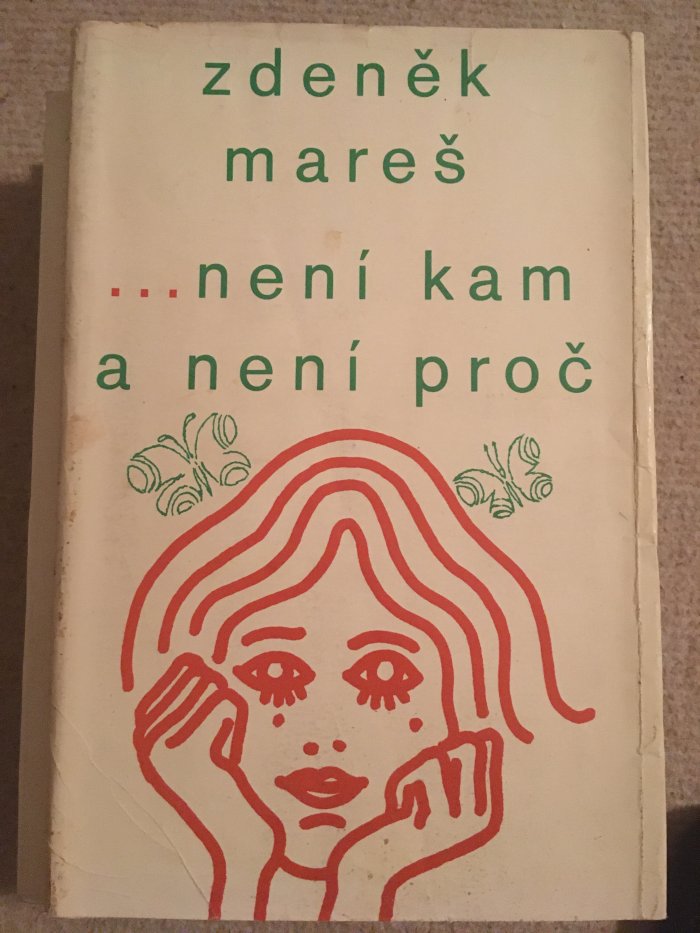 zdeněk
mareš
...není kam
a není proč